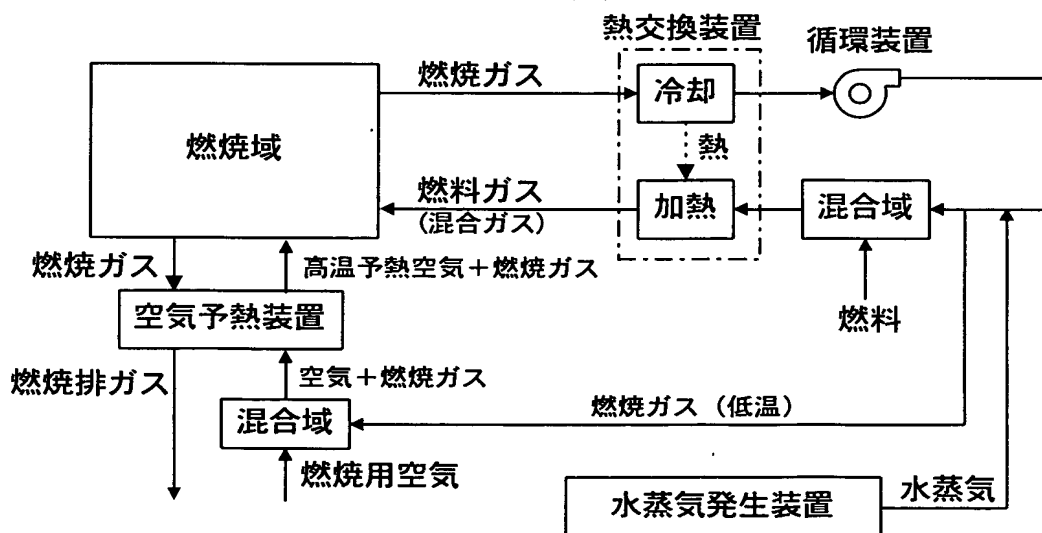 熱交換装置
循環装置
燃焼ガス
冷却
燃焼域
熱
燃料ガス
(混合ガス)
加熱
混合域
燃焼ガス
高温予熱空気＋燃焼ガス
空気予熱装置
燃料
燃焼排ガス
空気＋燃焼ガス
混合域
燃焼ガス（低温）
燃焼用空気
水蒸気発生装置
水蒸気